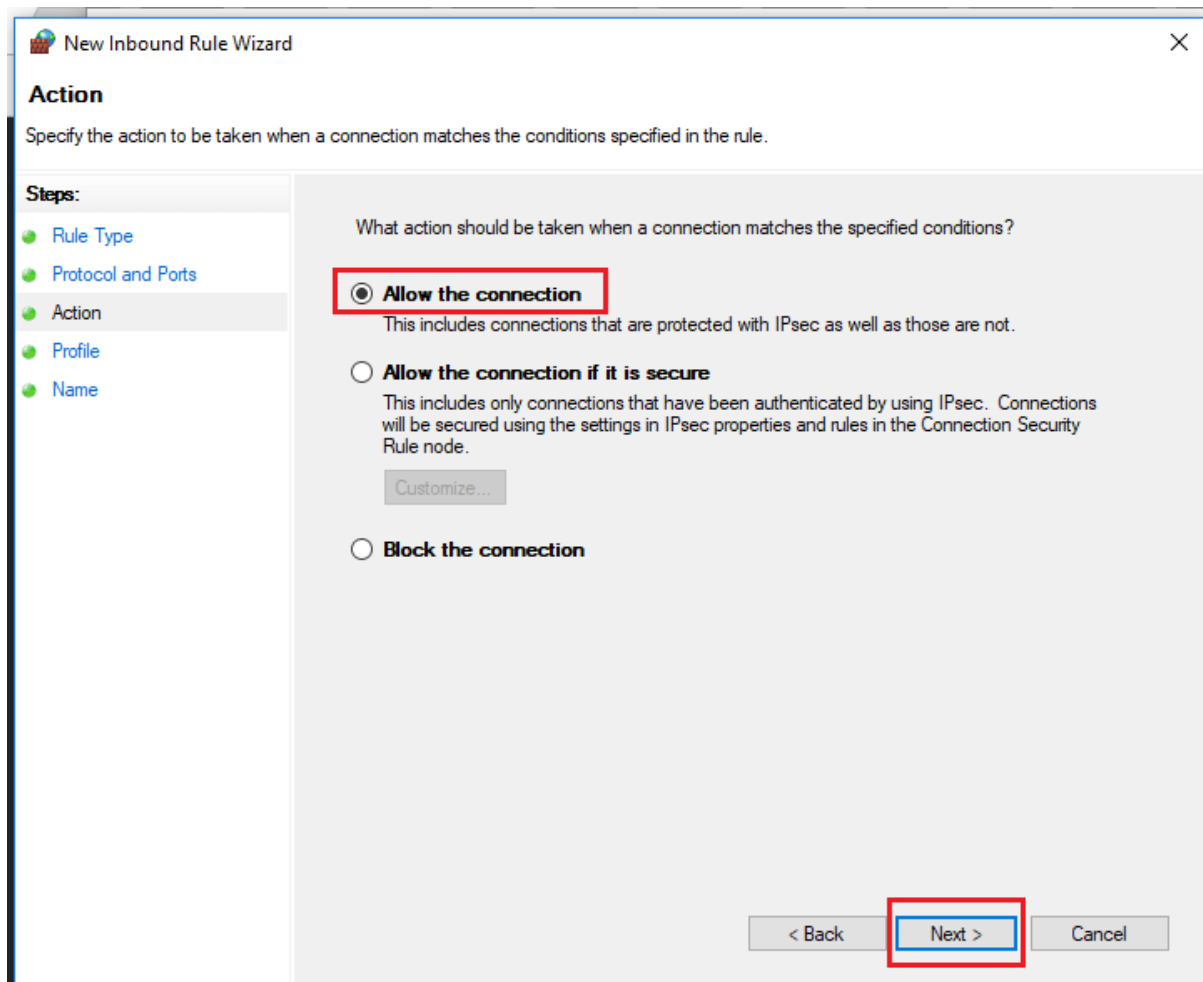 New Inbound Rule Wizard
Action
Specify the action to be taken when a connection matches the conditions specified in the rule.
Steps:
Rule Type
Protocol and Ports
Action
Profile
Name
What action should be taken when a connection matches the specified conditions?
Allow the connection
This includes connections that are protected with IPsec as well as those are not.
Allow the connection if it is secure
This includes only connections that have been authenticated by using IPsec. Connections
will be secured using the settings in IPsec properties and rules in the Connection Security
Rule node.
Customize...
Block the connection
< Back
Next >
Cancel